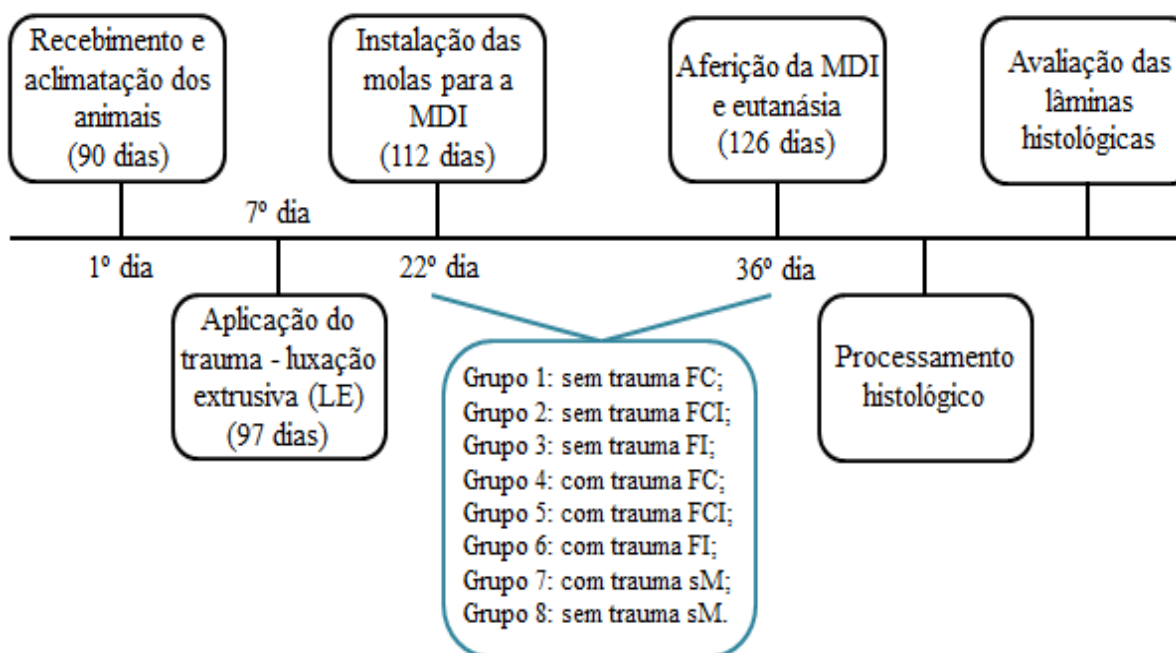 Recebimento e
aclimatação dos
animais
(90 dias)
Instalação das
molas para a
MDI
(112 dias)
Aferição da MDI
e eutanásia
(126 dias)
Avaliação das
lâminas
histológicas
7º dia
1º dia
22º dia
36º dia
Aplicação do
trauma - luxação
extrusiva (LE)
(97 dias)
Grupo 1: sem trauma FC;
Grupo 2: sem trauma FCI;
Grupo 3: sem trauma FI;
Grupo 4: com trauma FC;
Grupo 5: com trauma FCI;
Grupo 6: com trauma FI;
Grupo 7: com trauma sM;
Grupo 8: sem trauma sM.
Processamento
histológico